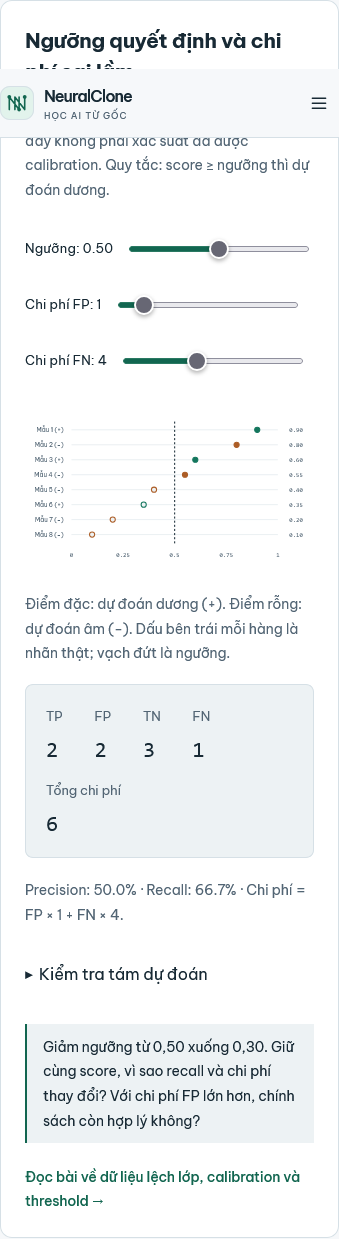 Ngưỡng quyết định và chi
NeuralClone
HỌC AI TỪ GỐC
calibration. Quy tắc: score ≥ ngưỡng thì dự
đoán dương.
Ngưỡng: 0.50
Chi phí FP: 1
Chi phí FN: 4
Mẫu 1 (+) 0.90
Mẫu 2 (−) 0.80
Mẫu 3 (+) 0.60
Mẫu 4 (−) 0.55
Mẫu 5 (−) 0.40
Mẫu 6 (+) 0.35
Mẫu 7 (−) 0.20
Mẫu 8 (−) 0.10
0 0.25 0.5 0.75 1
Điểm đặc: dự đoán dương (+). Điểm rỗng:
dự đoán âm (−). Dấu bên trái mỗi hàng là
nhãn thật; vạch đứt là ngưỡng.
TP FP TN FN
2 2 3 1
Tổng chi phí
6
Precision: 50.0% · Recall: 66.7% · Chi phí =
FP × 1 + FN × 4.
▸ Kiểm tra tám dự đoán
Giảm ngưỡng từ 0,50 xuống 0,30. Giữ
cùng score, vì sao recall và chi phí
thay đổi? Với chi phí FP lớn hơn, chính
sách còn hợp lý không?
Đọc bài về dữ liệu lệch lớp, calibration và
threshold →